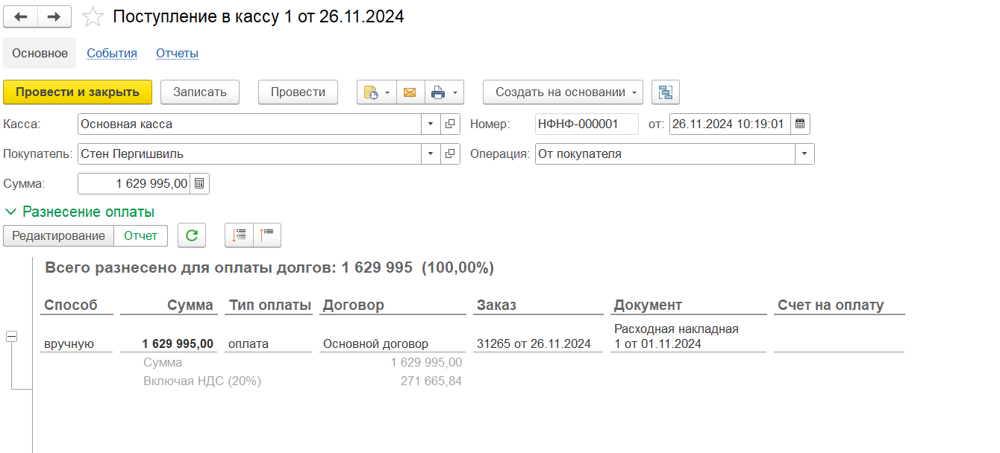 Поступление в кассу 1 от 26.11.2024
Основное События Отчеты
Провести и закрыть Записать Провести Создать на основании
Касса: Основная касса Номер: НФНФ-000001 от: 26.11.2024 10:19:01
Покупатель: Стен Пергишвиль Операция: От покупателя
Сумма: 1 629 995,00
Разнесение оплаты
Редактирование Отчет
Всего разнесено для оплаты долгов: 1 629 995 (100,00%)
Способ Сумма Тип оплаты Договор Заказ Документ Счет на оплату
Расходная накладная
вручную 1 629 995,00 оплата Основной договор 31265 от 26.11.2024 1 от 01.11.2024
Сумма 1 629 995,00
Включая НДС (20%) 271 665,84